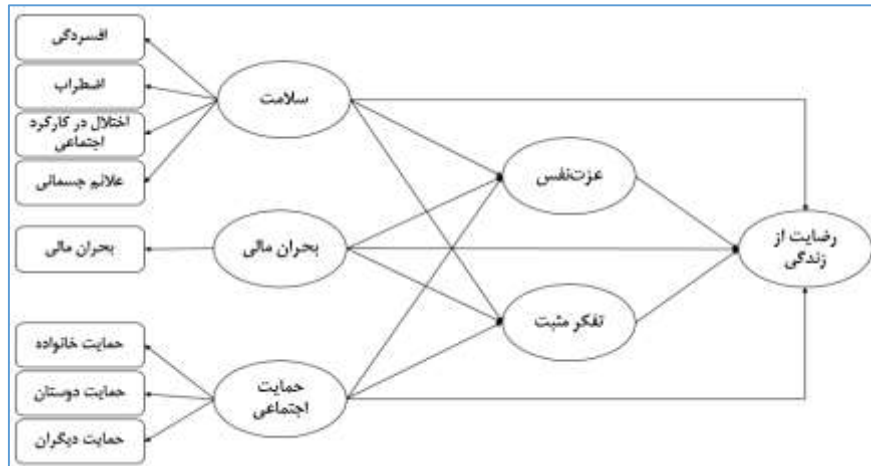 افسردگی
اضطراب
اختلال در کارکرد
اجتماعی
علائم جسمانی
بحران مالی
حمایت خانواده
حمایت دوستان
حمایت دیگران
سلامت
بحران مالی
حمایت
اجتماعی
عزت‌نفس
تفکر مثبت
رضایت از
زندگی